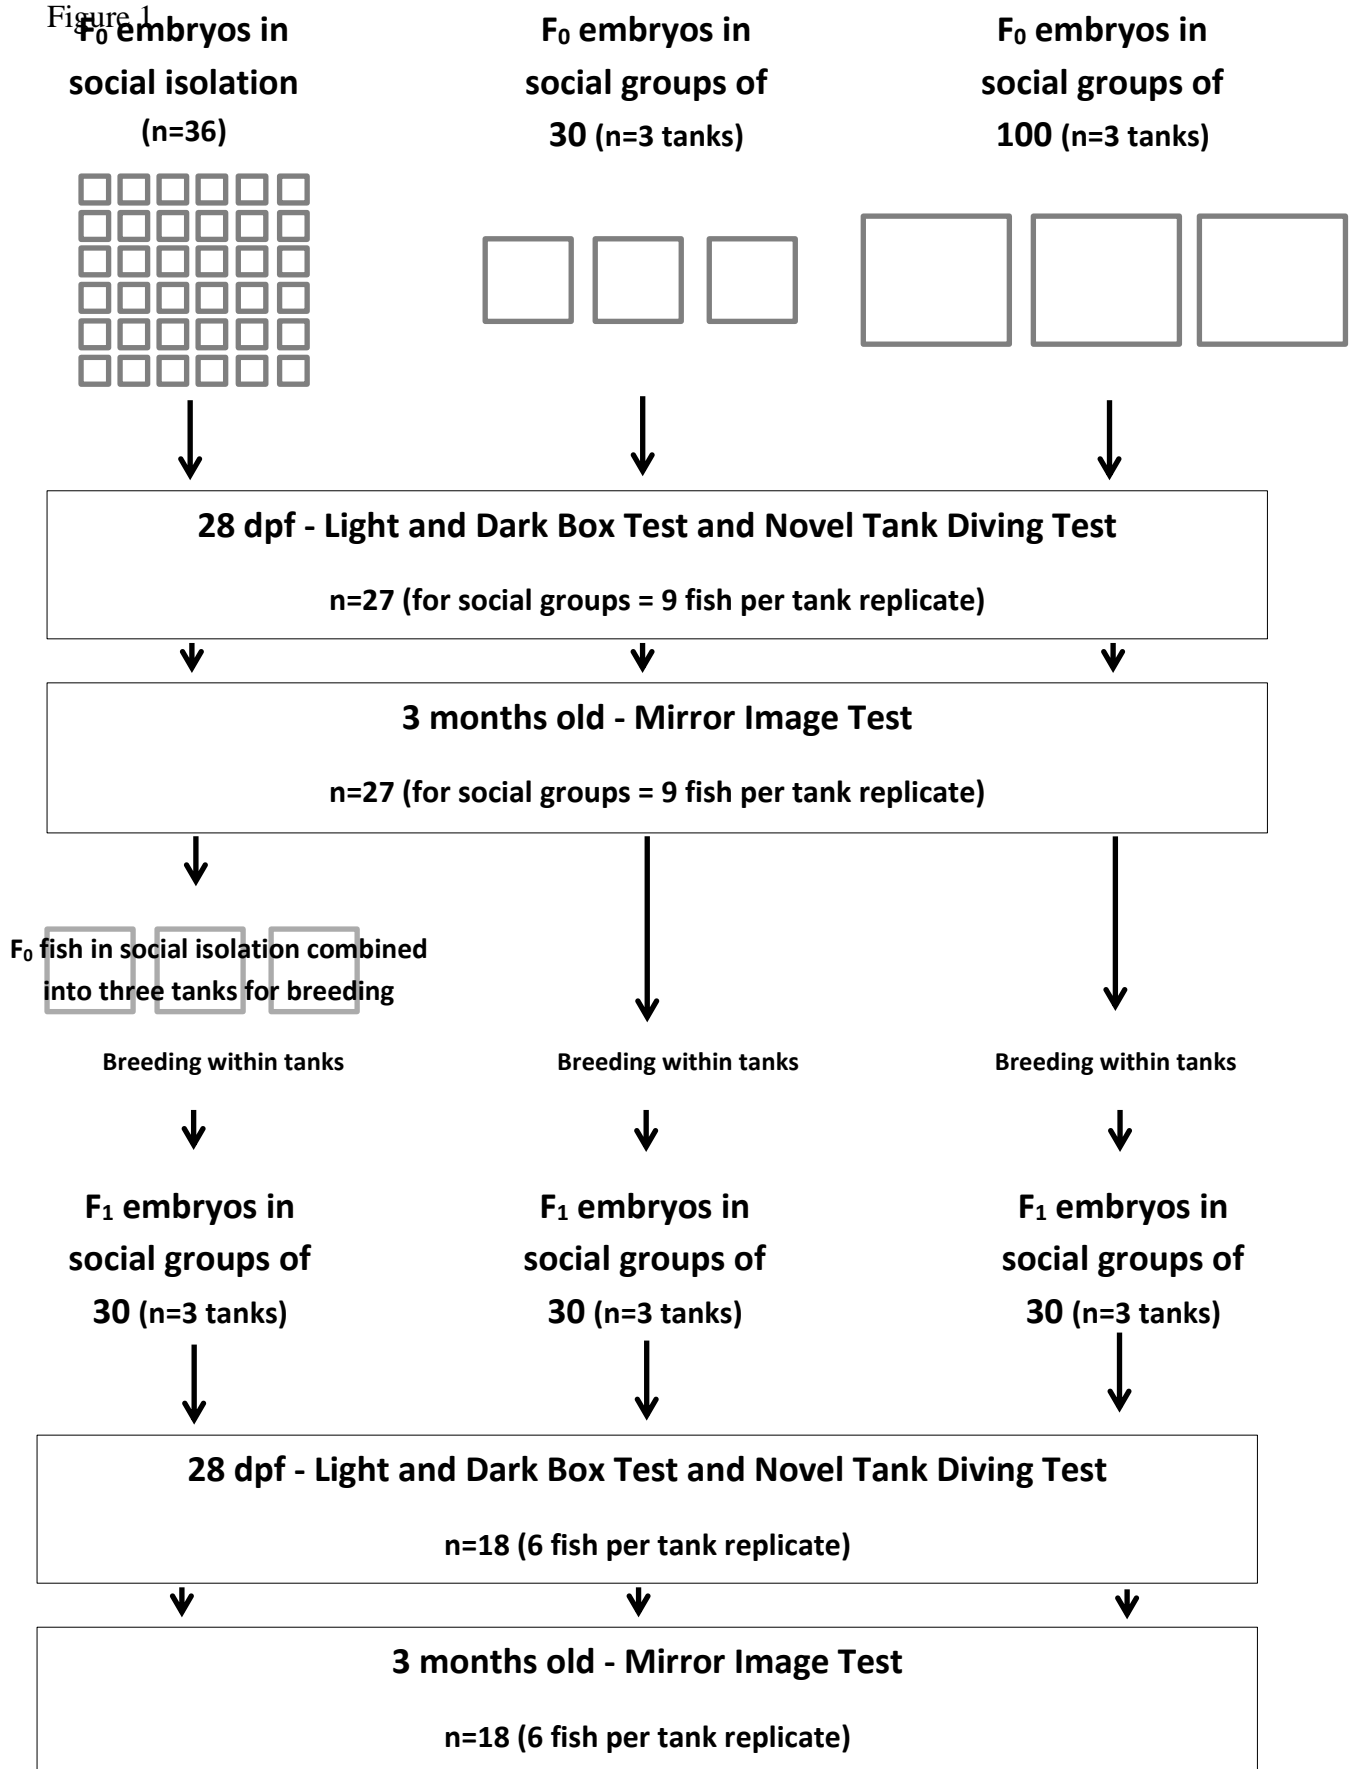 Figure 1
F₀ embryos in
social isolation
(n=36)
F₀ embryos in
social groups of
30 (n=3 tanks)
F₀ embryos in
social groups of
100 (n=3 tanks)
28 dpf - Light and Dark Box Test and Novel Tank Diving Test
n=27 (for social groups = 9 fish per tank replicate)
3 months old - Mirror Image Test
n=27 (for social groups = 9 fish per tank replicate)
F₀ fish in social isolation combined
into three tanks for breeding
Breeding within tanks
Breeding within tanks
Breeding within tanks
F₁ embryos in
social groups of
30 (n=3 tanks)
F₁ embryos in
social groups of
30 (n=3 tanks)
F₁ embryos in
social groups of
30 (n=3 tanks)
28 dpf - Light and Dark Box Test and Novel Tank Diving Test
n=18 (6 fish per tank replicate)
3 months old - Mirror Image Test
n=18 (6 fish per tank replicate)